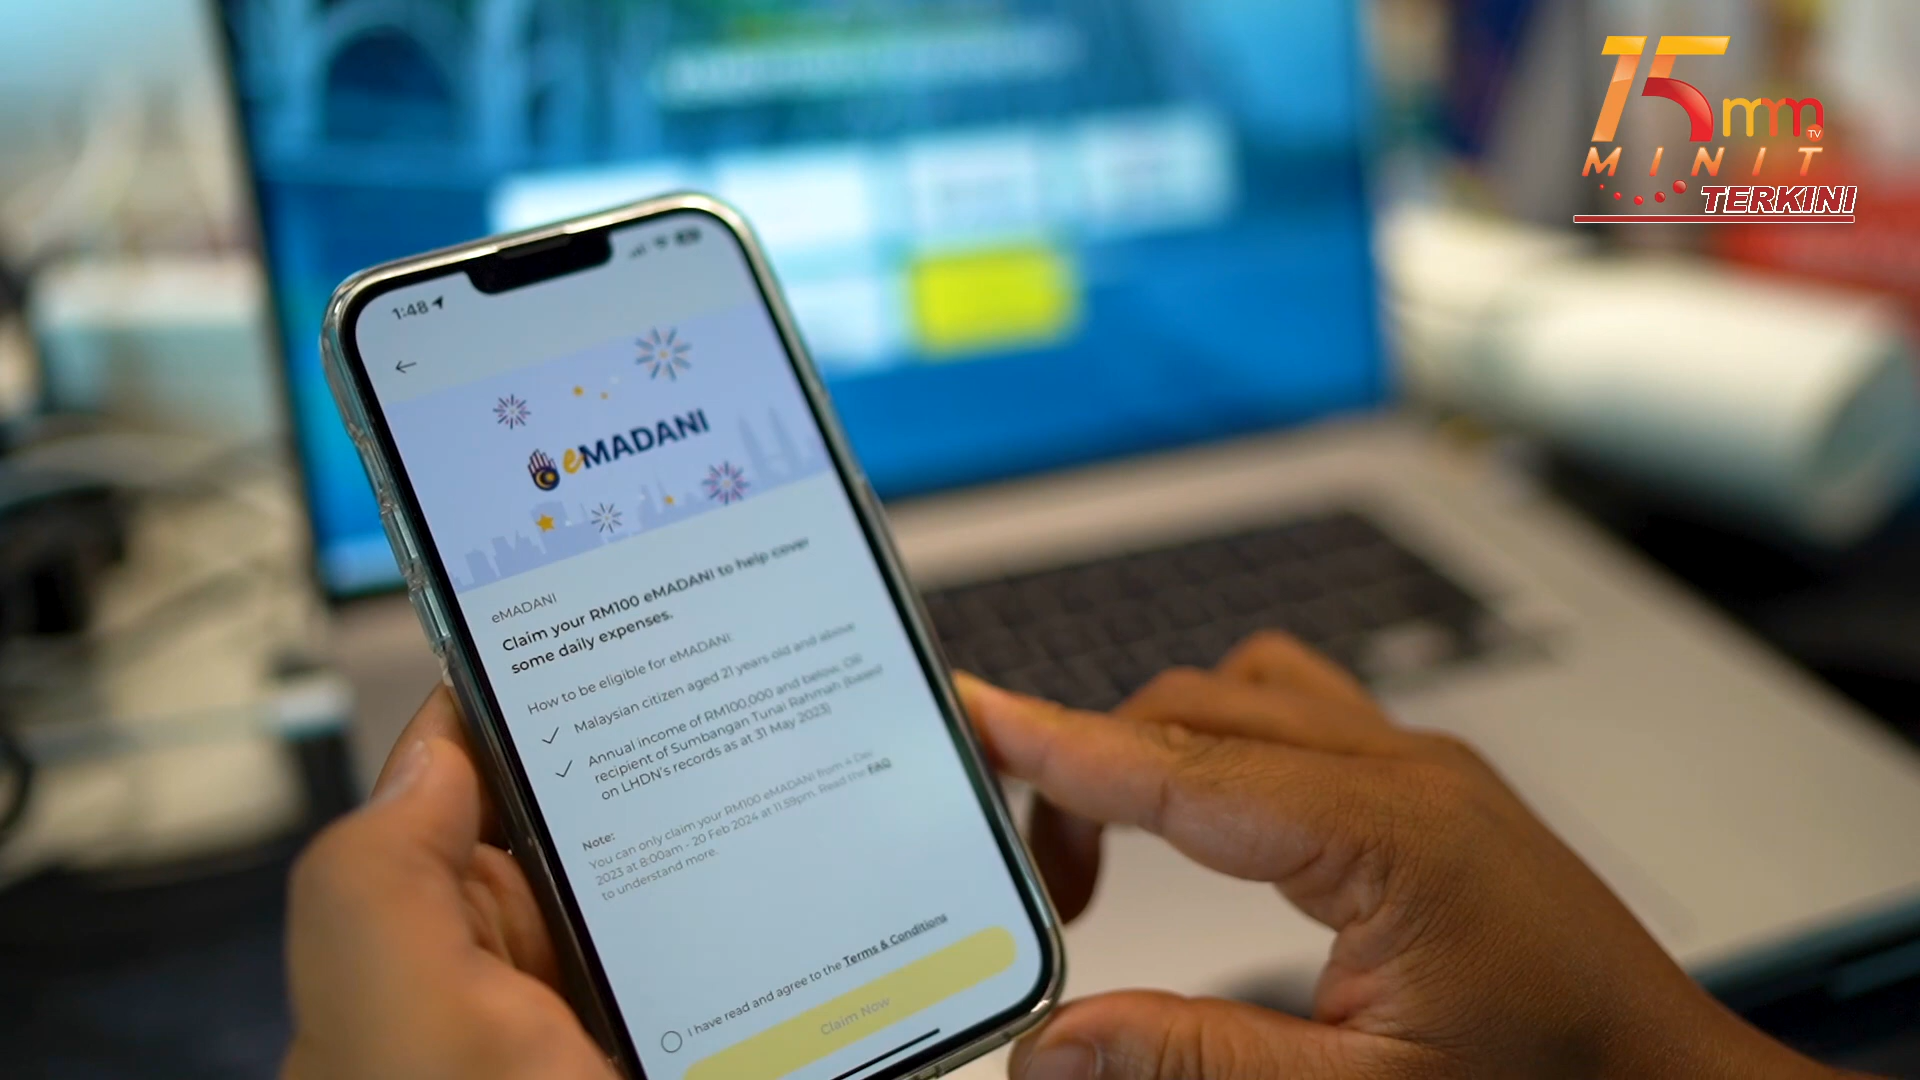 15
mmm
TV
MINIT
TERKINI
1:48
eMADANI
eMADANI
Claim your RM100 eMADANI to help cover
some daily expenses.
How to be eligible for eMADANI:
Malaysian citizen aged 21 years old and above
Annual income of RM100,000 and below, OR
recipient of Sumbangan Tunai Rahmah (based
on LHDN's records as at 31 May 2023)
Note:
You can only claim your RM100 eMADANI from 4 Dec
2023 at 8:00am - 20 Feb 2024 at 11.59pm. Read the FAQ
to understand more.
I have read and agree to the Terms & Conditions
Claim Now